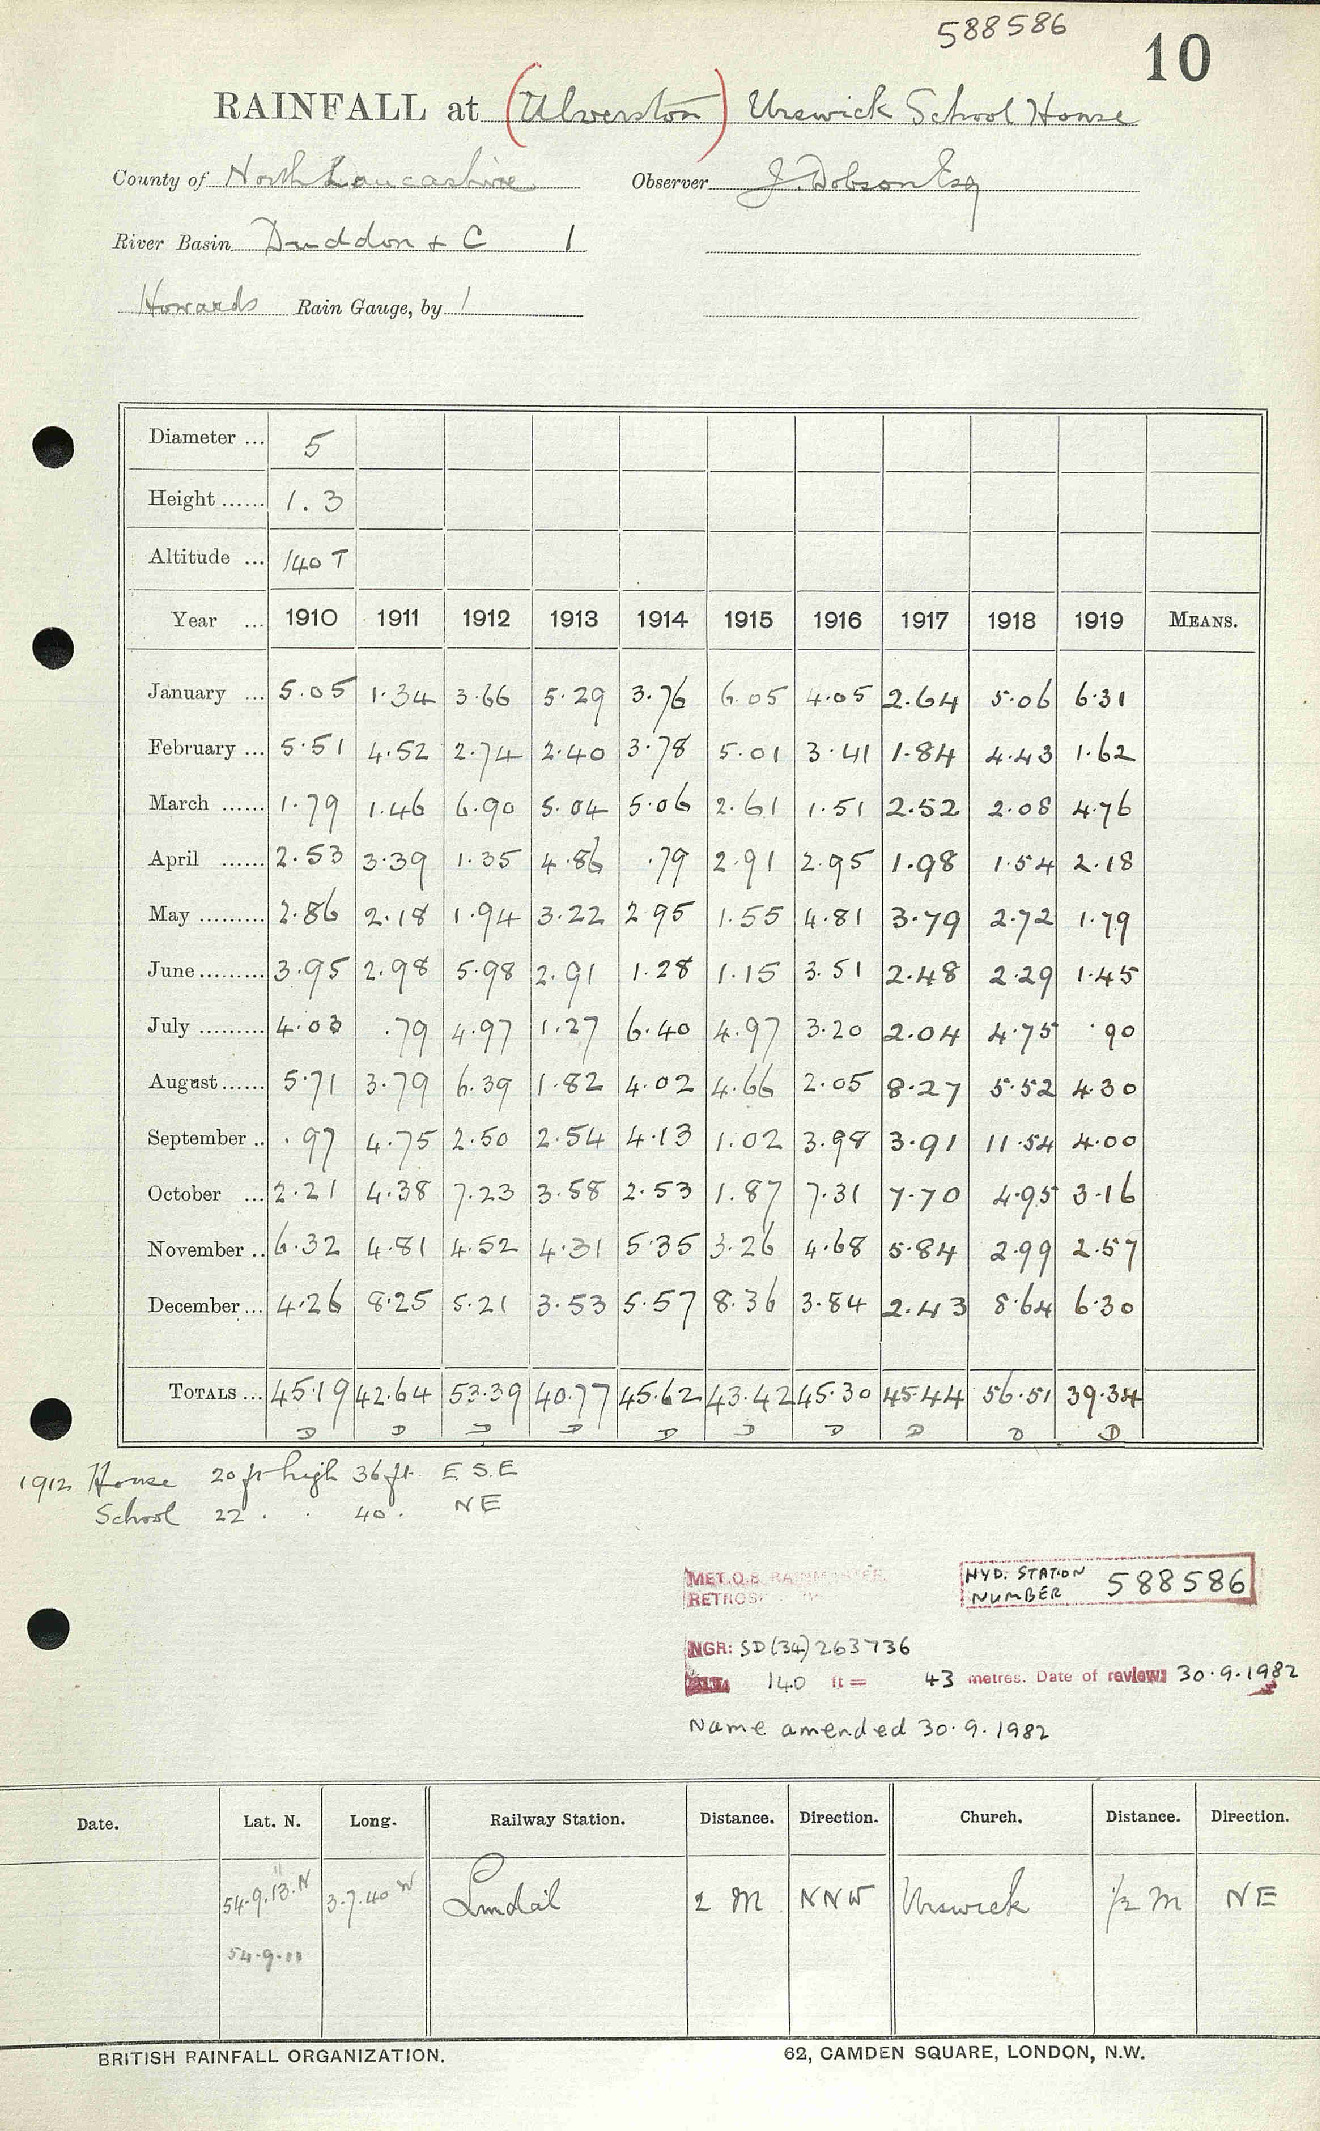 588586
10
RAINFALL at (Ulverston) Urswick School House
County of North Lancashire Observer J. Dobson Esq
River Basin Duddon + C 1
Howards Rain Gauge, by 1
Diameter ... 5
Height ...... 1.3
Altitude ... 140 T
Year ... 1910 1911 1912 1913 1914 1915 1916 1917 1918 1919 MEANS.
January ... 5.05 1.34 3.66 5.29 3.76 6.05 4.05 2.64 5.06 6.31
February ... 5.51 4.52 2.74 2.40 3.78 5.01 3.41 1.84 4.43 1.62
March ...... 1.79 1.46 6.90 5.04 5.06 2.61 1.51 2.52 2.08 4.76
April ...... 2.53 3.39 1.35 4.86 .79 2.91 2.95 1.98 1.54 2.18
May ......... 2.86 2.18 1.94 3.22 2.95 1.55 4.81 3.79 2.72 1.79
June ......... 3.95 2.98 5.98 2.91 1.28 1.15 3.51 2.48 2.29 1.45
July ......... 4.03 .79 4.97 1.27 6.40 4.97 3.20 2.04 4.75 .90
August ...... 5.71 3.79 6.39 1.82 4.02 4.66 2.05 8.27 5.52 4.30
September .. .97 4.75 2.50 2.54 4.13 1.02 3.98 3.91 11.54 4.00
October ... 2.21 4.38 7.23 3.58 2.53 1.87 7.31 7.70 4.95 3.16
November .. 6.32 4.81 4.52 4.31 5.35 3.26 4.68 5.84 2.99 2.57
December ... 4.26 8.25 5.21 3.53 5.57 8.36 3.84 2.43 8.64 6.30
TOTALS ... 45.19 42.64 53.39 40.77 45.62 43.42 45.30 45.44 56.51 39.34
D D D D D D D D D D
1912 House 20 ft high 36 ft. E.S.E
School 22 . . 40 . NE
MET.O.8 RAINMASTER
HYD. STATION
NUMBER 588586
NGR: SD(34)263736
140 ft = 43 metres. Date of review: 30.9.1982
Name amended 30.9.1982
Date. Lat. N. Long. Railway Station. Distance. Direction. Church. Distance. Direction.
54.9.13.N 3.7.40 W Lindal 2 M NNW Urswick 1/2 M NE
54.9.11
BRITISH RAINFALL ORGANIZATION. 62, CAMDEN SQUARE, LONDON, N.W.